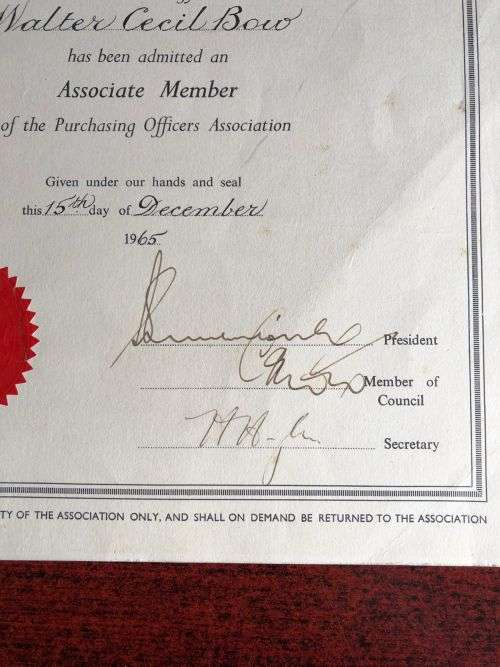 Walter Cecil Bow
has been admitted an
Associate Member
of the Purchasing Officers Association
Given under our hands and seal
this 15th day of December
1965
President
Member of
Council
Secretary
TY OF THE ASSOCIATION ONLY, AND SHALL ON DEMAND BE RETURNED TO THE ASSOCIATION